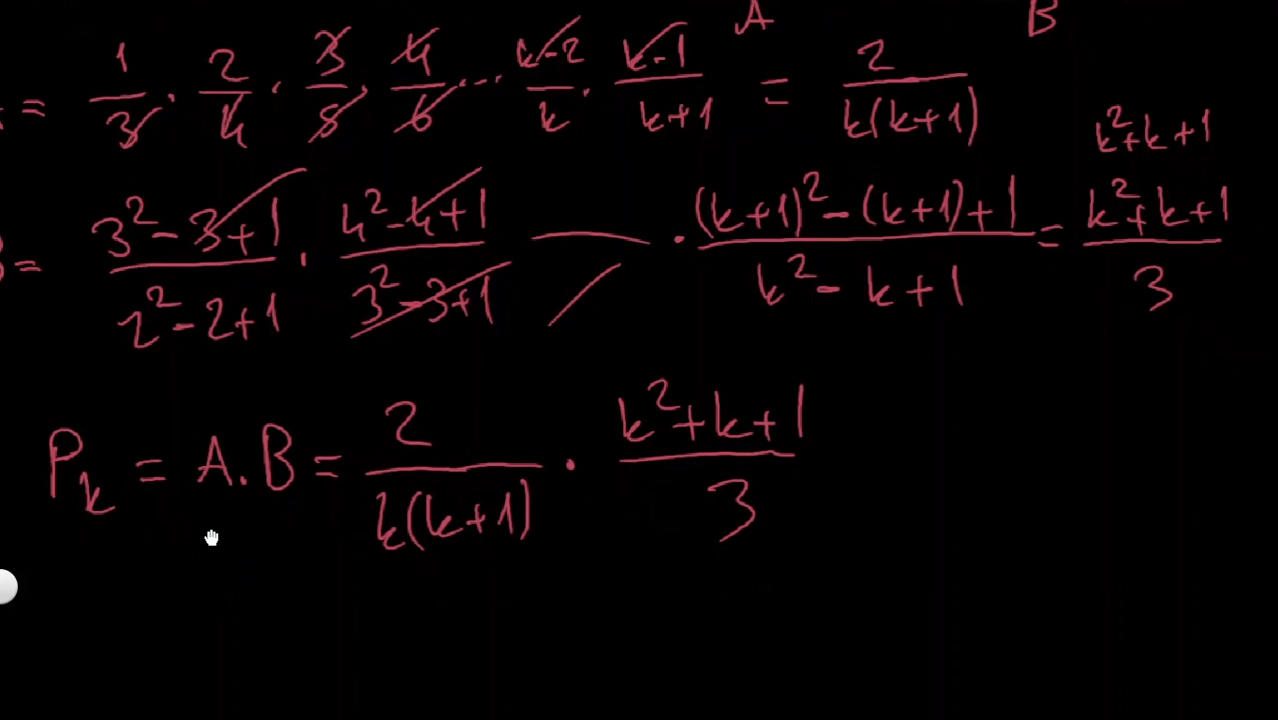 A B
= 1/3 · 2/4 · 3/5 · 4/6 ... k-2/k · k-1/k+1 = 2/k(k+1)
k²+k+1
= 3²-3+1/2²-2+1 · 4²-4+1/3²-3+1 · (k+1)²-(k+1)+1/k²-k+1 = k²+k+1/3
Pk = A.B = 2/k(k+1) · k²+k+1/3